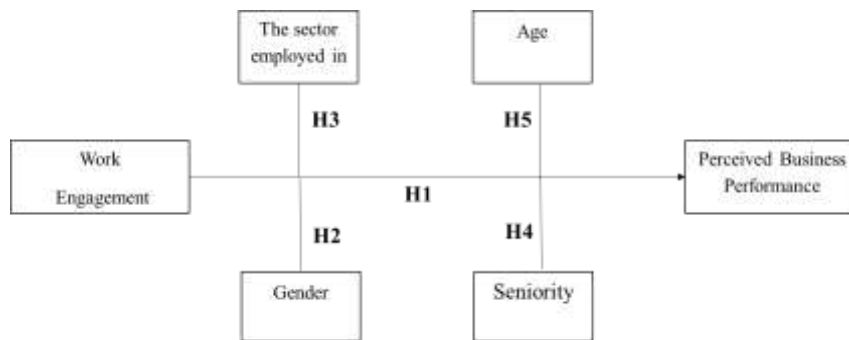 The sector
employed in
Age
H3
H5
Work
Engagement
Perceived Business
Performance
H1
H2
H4
Gender
Seniority